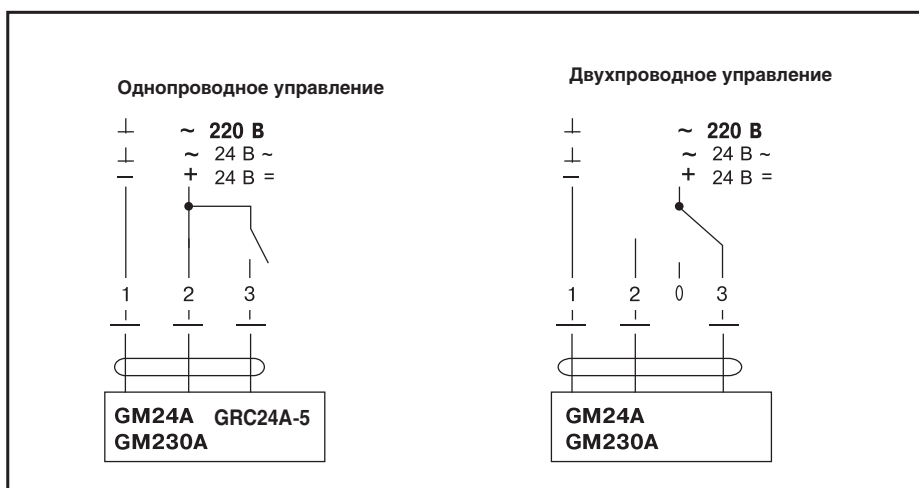 Однопроводное управление
~ 220 В
~ 24 В ~
+ 24 В =
1 2 3
GM24A GRC24A-5
GM230A
Двухпроводное управление
~ 220 В
~ 24 В ~
+ 24 В =
1 2 0 3
GM24A
GM230A